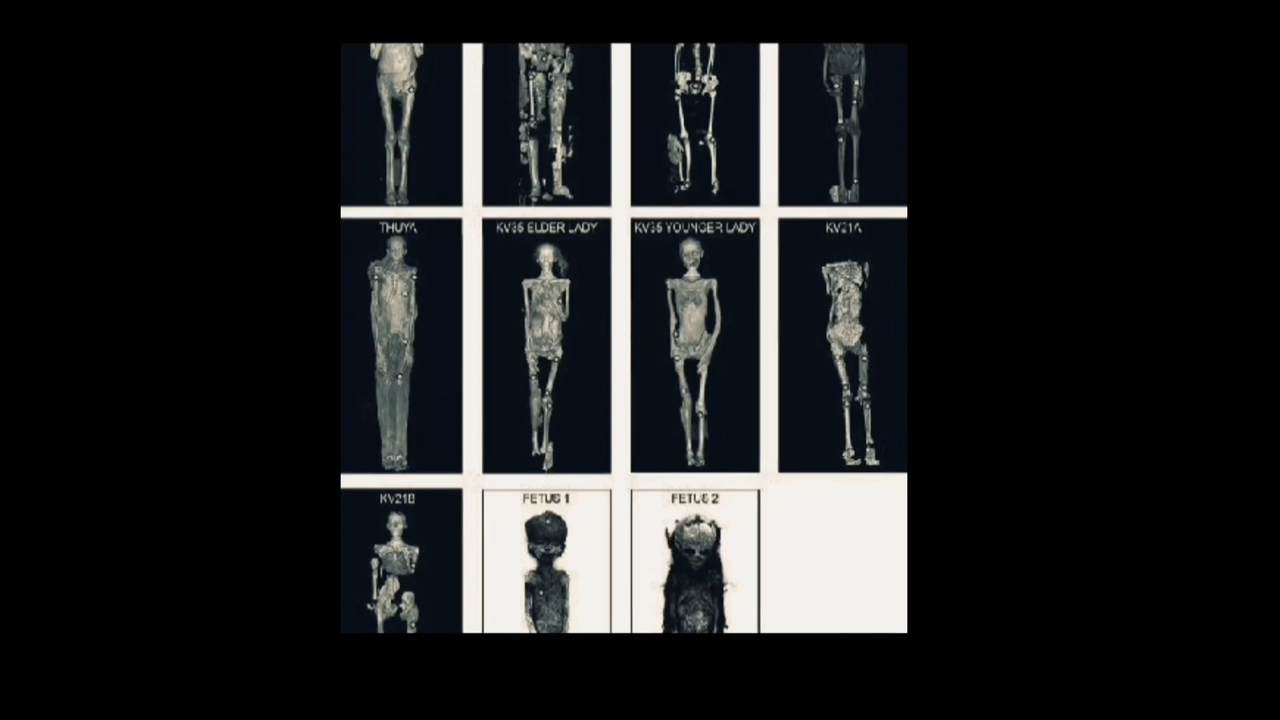 THUYA
KV35 ELDER LADY
KV35 YOUNGER LADY
KV21A
KV21B
FETUS 1
FETUS 2